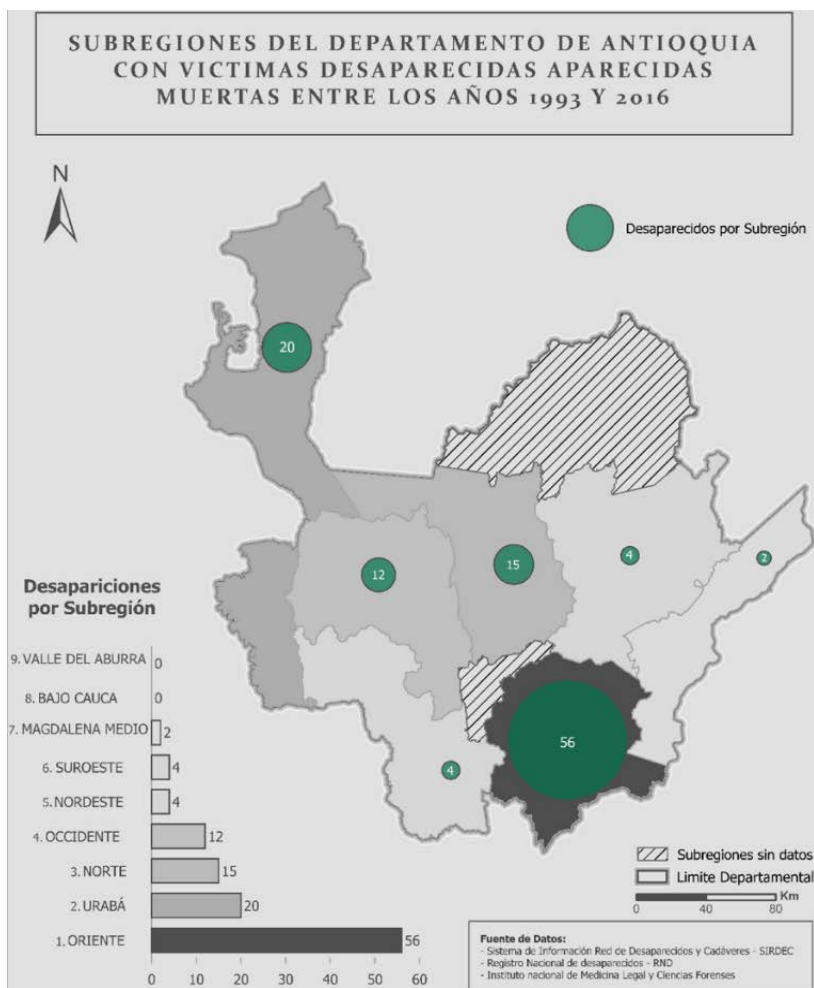 SUBREGIONES DEL DEPARTAMENTO DE ANTIOQUIA
CON VICTIMAS DESAPARECIDAS APARECIDAS
MUERTAS ENTRE LOS AÑOS 1993 Y 2016
N
Desaparecidos por Subregión
20
12
15
4
2
4
56
Desapariciones
por Subregión
9. VALLE DEL ABURRA 0
8. BAJO CAUCA 0
7. MAGDALENA MEDIO 2
6. SUROESTE 4
5. NORDESTE 4
4. OCCIDENTE 12
3. NORTE 15
2. URABÁ 20
1. ORIENTE 56
0 10 20 30 40 50 60
Subregiones sin datos
Limite Departamental
Km
0 40 80
Fuente de Datos:
- Sistema de Información Red de Desaparecidos y Cadáveres - SIRDEC
- Registro Nacional de desaparecidos - RND
- Instituto nacional de Medicina Legal y Ciencias Forenses